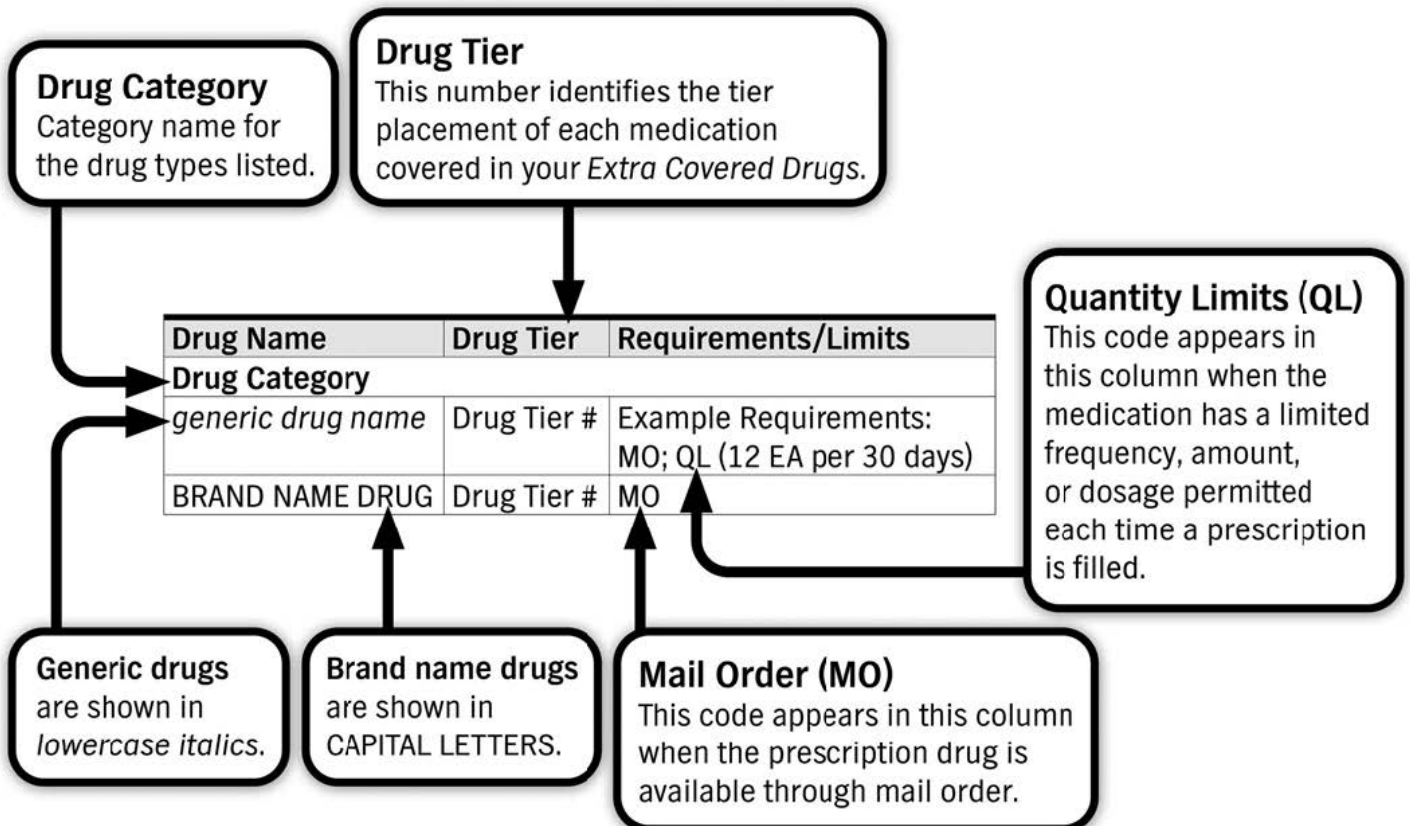 Drug Category
Category name for
the drug types listed.
Drug Tier
This number identifies the tier
placement of each medication
covered in your Extra Covered Drugs.
Drug Name Drug Tier Requirements/Limits
Drug Category
generic drug name Drug Tier # Example Requirements:
MO; QL (12 EA per 30 days)
BRAND NAME DRUG Drug Tier # MO
Quantity Limits (QL)
This code appears in
this column when the
medication has a limited
frequency, amount,
or dosage permitted
each time a prescription
is filled.
Generic drugs
are shown in
lowercase italics.
Brand name drugs
are shown in
CAPITAL LETTERS.
Mail Order (MO)
This code appears in this column
when the prescription drug is
available through mail order.